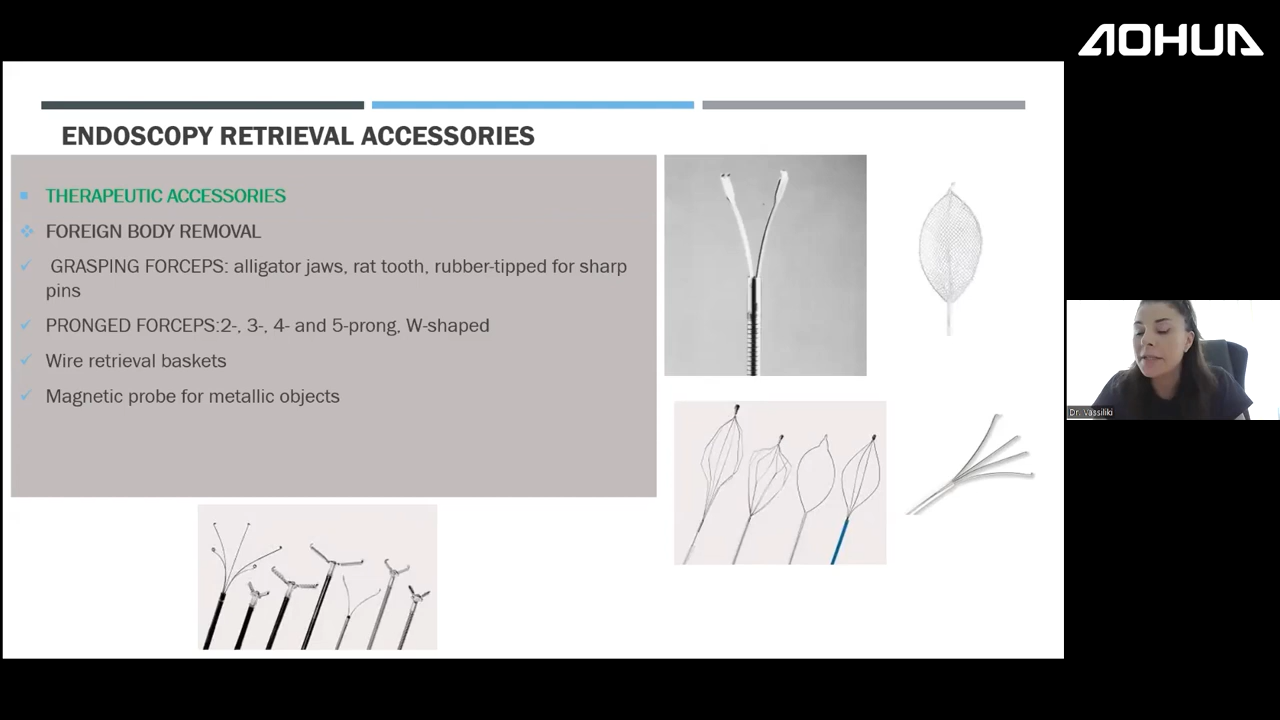 AOHUA
ENDOSCOPY RETRIEVAL ACCESSORIES
THERAPEUTIC ACCESSORIES
FOREIGN BODY REMOVAL
GRASPING FORCEPS: alligator jaws, rat tooth, rubber-tipped for sharp
pins
PRONGED FORCEPS:2-, 3-, 4- and 5-prong, W-shaped
Wire retrieval baskets
Magnetic probe for metallic objects
Dr. Vassiliki